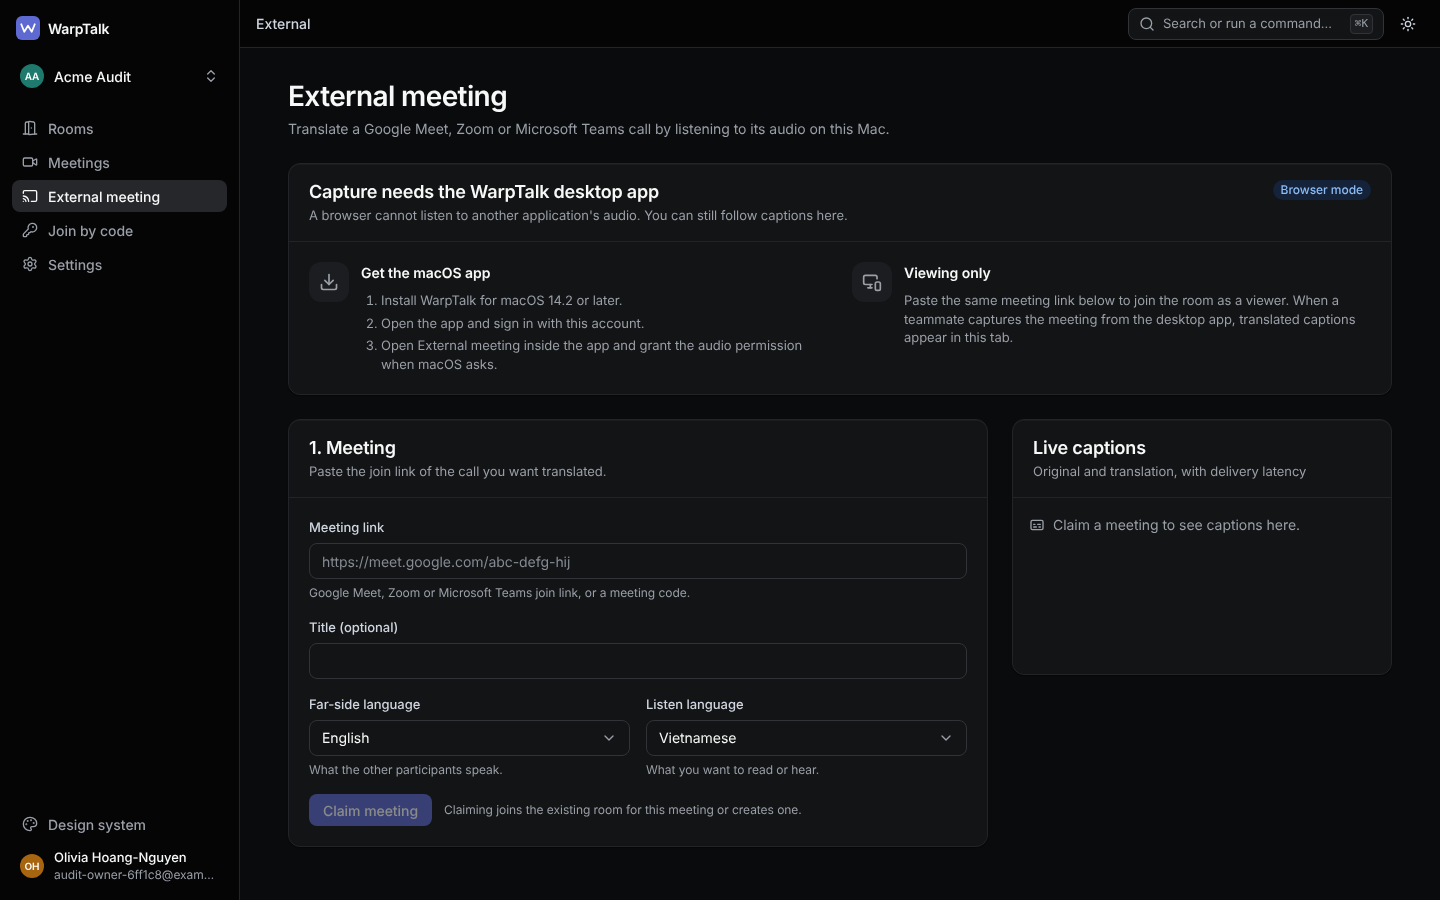 WarpTalk
External
Search or run a command...
⌘K
AA
Acme Audit
Rooms
Meetings
External meeting
Join by code
Settings
External meeting
Translate a Google Meet, Zoom or Microsoft Teams call by listening to its audio on this Mac.
Capture needs the WarpTalk desktop app
Browser mode
A browser cannot listen to another application's audio. You can still follow captions here.
Get the macOS app
1. Install WarpTalk for macOS 14.2 or later.
2. Open the app and sign in with this account.
3. Open External meeting inside the app and grant the audio permission
when macOS asks.
Viewing only
Paste the same meeting link below to join the room as a viewer. When a
teammate captures the meeting from the desktop app, translated captions
appear in this tab.
1. Meeting
Paste the join link of the call you want translated.
Meeting link
https://meet.google.com/abc-defg-hij
Google Meet, Zoom or Microsoft Teams join link, or a meeting code.
Title (optional)
Far-side language
English
What the other participants speak.
Listen language
Vietnamese
What you want to read or hear.
Claim meeting
Claiming joins the existing room for this meeting or creates one.
Live captions
Original and translation, with delivery latency
Claim a meeting to see captions here.
Design system
OH
Olivia Hoang-Nguyen
audit-owner-6ff1c8@exam...